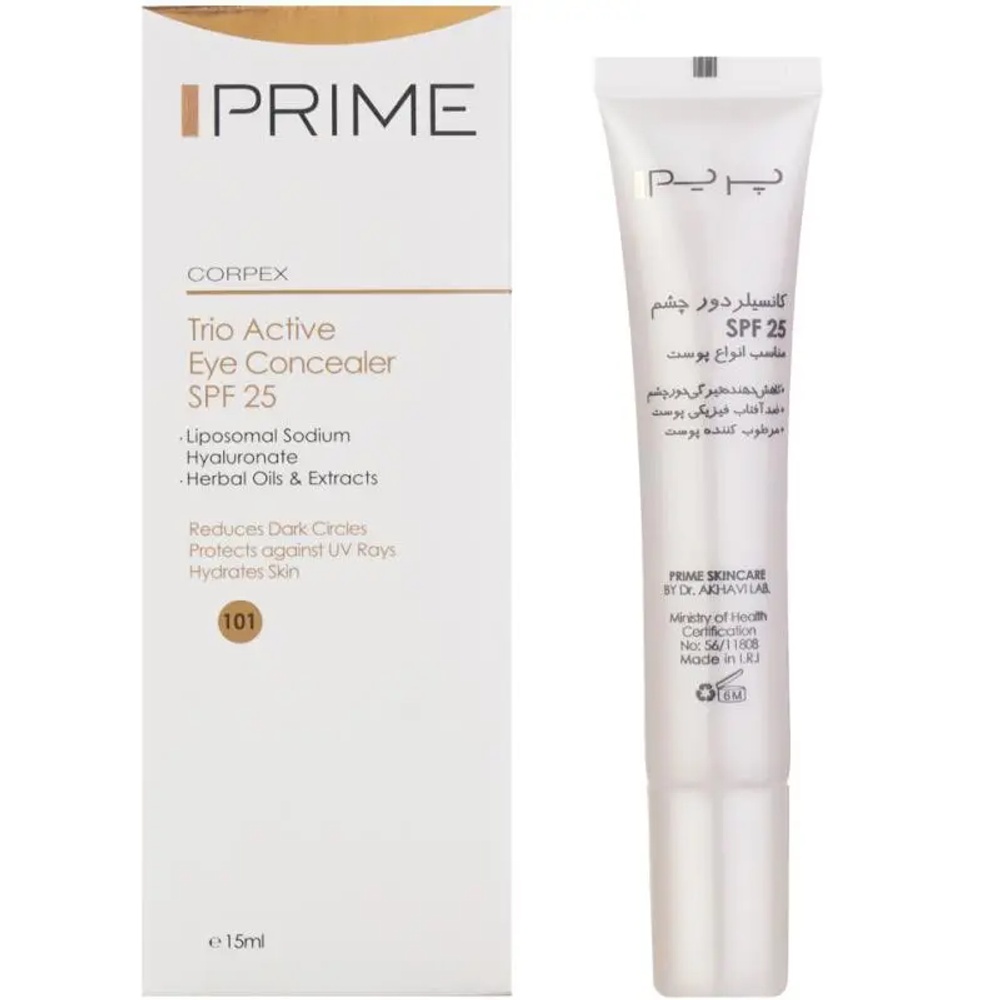 PRIME
CORPEX
Trio Active
Eye Concealer
SPF 25
. Liposomal Sodium
Hyaluronate
. Herbal Oils & Extracts
Reduces Dark Circles
Protects against UV Rays
Hydrates Skin
101
e 15ml
پریم
کانسیلر دور چشم
SPF 25
مناسب انواع پوست
•کاهش‌دهنده تیرگی دور چشم
•ضد آفتاب فیزیکی پوست
•مرطوب کننده پوست
PRIME SKINCARE
BY Dr. AKHAVI LAB.
Ministry of Health
Certification
No: 56/11808
Made in I.R.I
6M